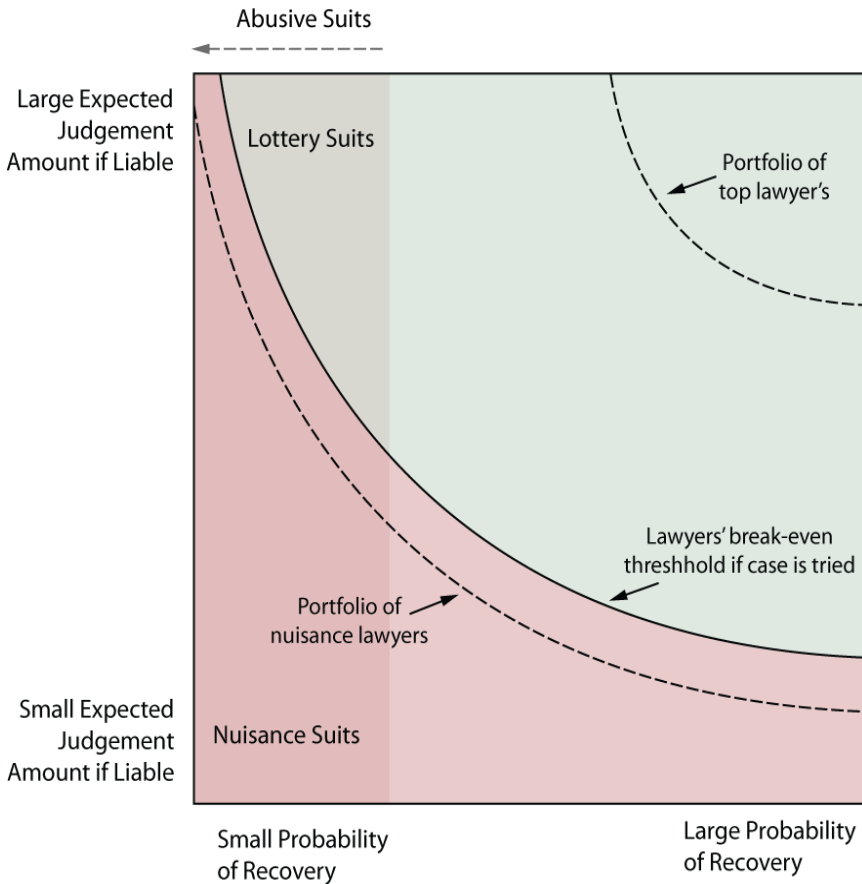 Abusive Suits
Large Expected
Judgement
Amount if Liable
Lottery Suits
Portfolio of
top lawyer's
Lawyers' break-even
threshhold if case is tried
Portfolio of
nuisance lawyers
Small Expected
Judgement
Amount if Liable
Nuisance Suits
Small Probability
of Recovery
Large Probability
of Recovery